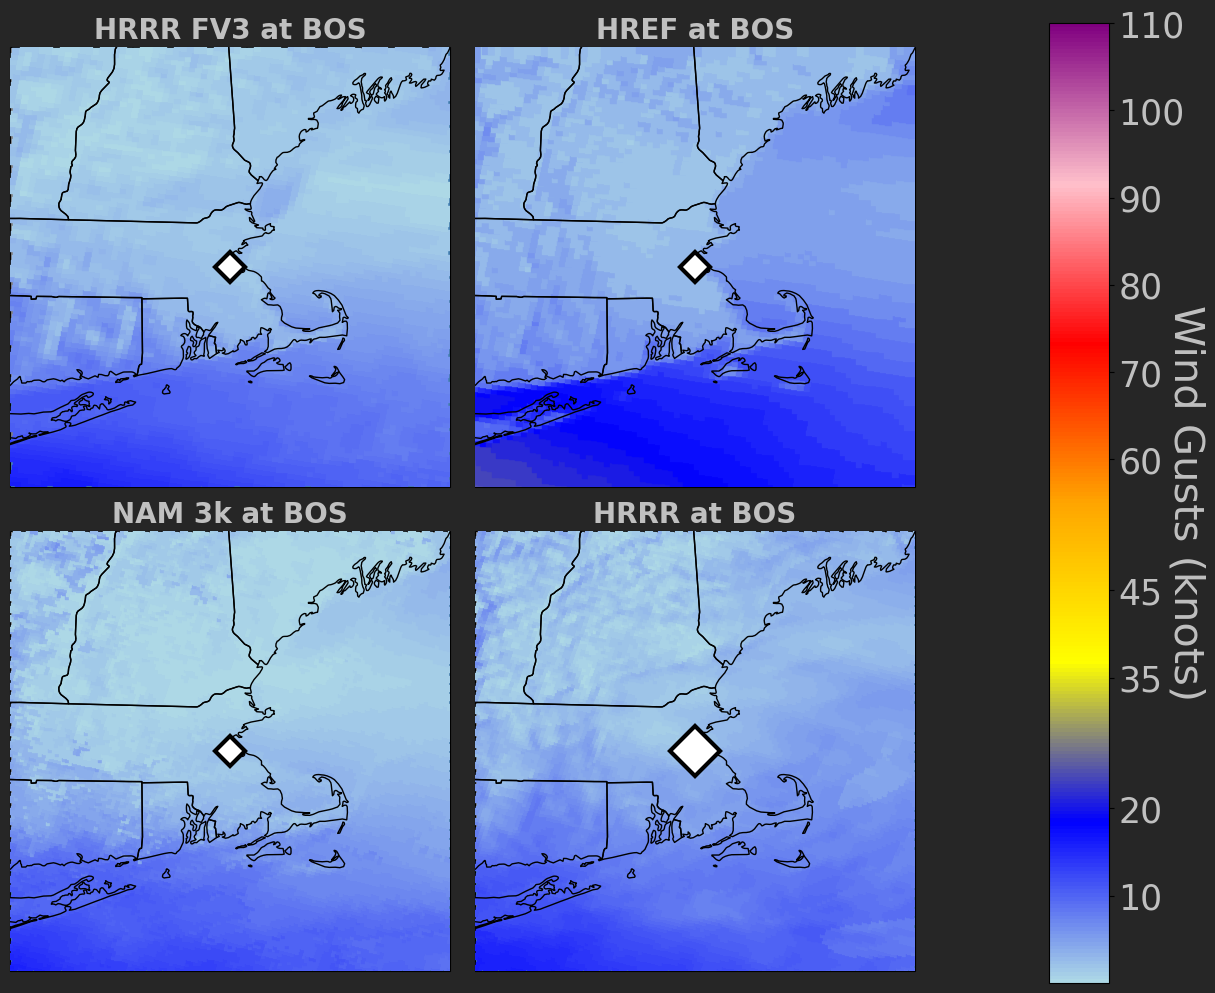 HRRR FV3 at BOS
HREF at BOS
NAM 3k at BOS
HRRR at BOS
110
100
90
80
70
60
45
35
20
10
Wind Gusts (knots)